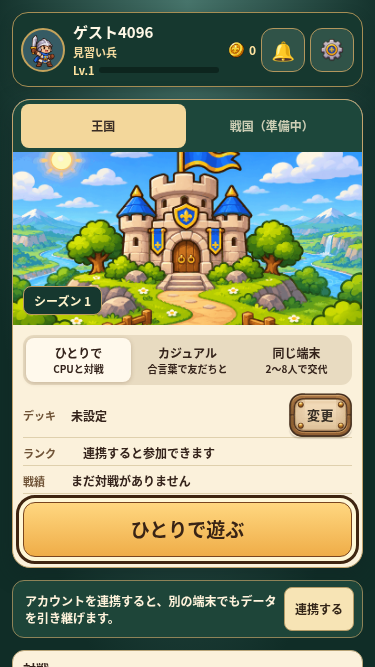 ゲスト4096
見習い兵
Lv.1
0
王国
戦国（準備中）
シーズン 1
ひとりで
CPUと対戦
カジュアル
合言葉で友だちと
同じ端末
2〜8人で交代
デッキ 未設定
変更
ランク 連携すると参加できます
戦績 まだ対戦がありません
ひとりで遊ぶ
アカウントを連携すると、別の端末でもデータ
を引き継げます。
連携する